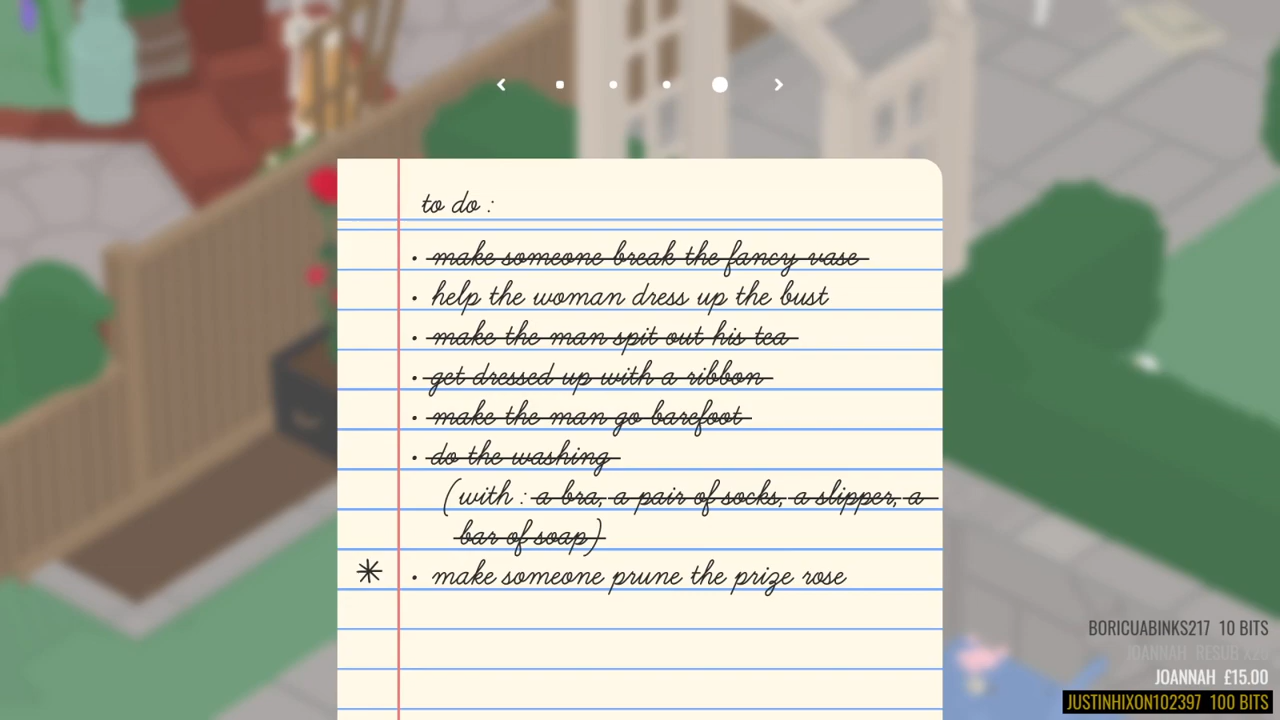 to do :
• make someone break the fancy vase
• help the woman dress up the bust
• make the man spit out his tea
• get dressed up with a ribbon
• make the man go barefoot
• do the washing
(with : a bra, a pair of socks, a slipper, a
bar of soap)
• make someone prune the prize rose
BORICUABINKS217 10 BITS
JOANNAH RESUB x20
JOANNAH £15.00
JUSTINHIXON102397 100 BITS